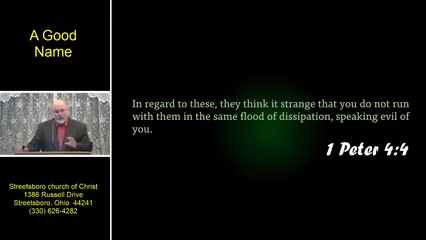 A Good
Name
In regard to these, they think it strange that you do not run
with them in the same flood of dissipation, speaking evil of
you.
1 Peter 4:4
Streetsboro church of Christ
1386 Russell Drive
Streetsboro, Ohio 44241
(330) 626-4282